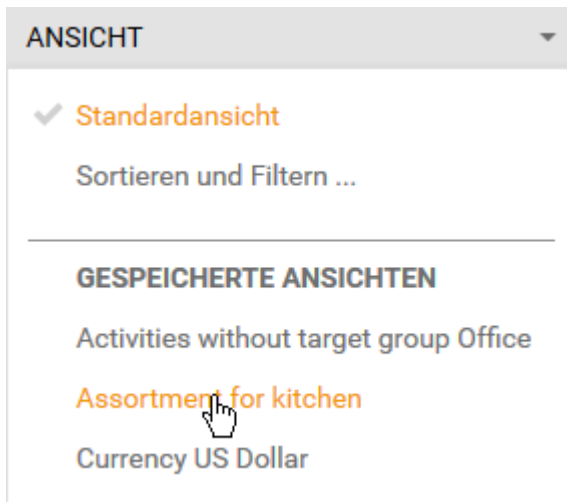 ANSICHT
Standardansicht
Sortieren und Filtern ...
GESPEICHERTE ANSICHTEN
Activities without target group Office
Assortment for kitchen
Currency US Dollar